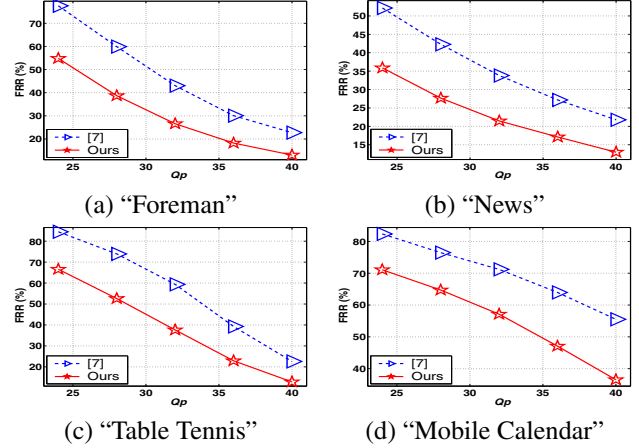 80
70
60
50
40
30
20
FRR (%)
[7]
Ours
25 30 35 40
Qp
(a) “Foreman”
50
45
40
35
30
25
20
15
FRR (%)
[7]
Ours
25 30 35 40
Qp
(b) “News”
80
70
60
50
40
30
20
FRR (%)
[7]
Ours
25 30 35 40
Qp
(c) “Table Tennis”
80
70
60
50
40
FRR (%)
[7]
Ours
25 30 35 40
Qp
(d) “Mobile Calendar”